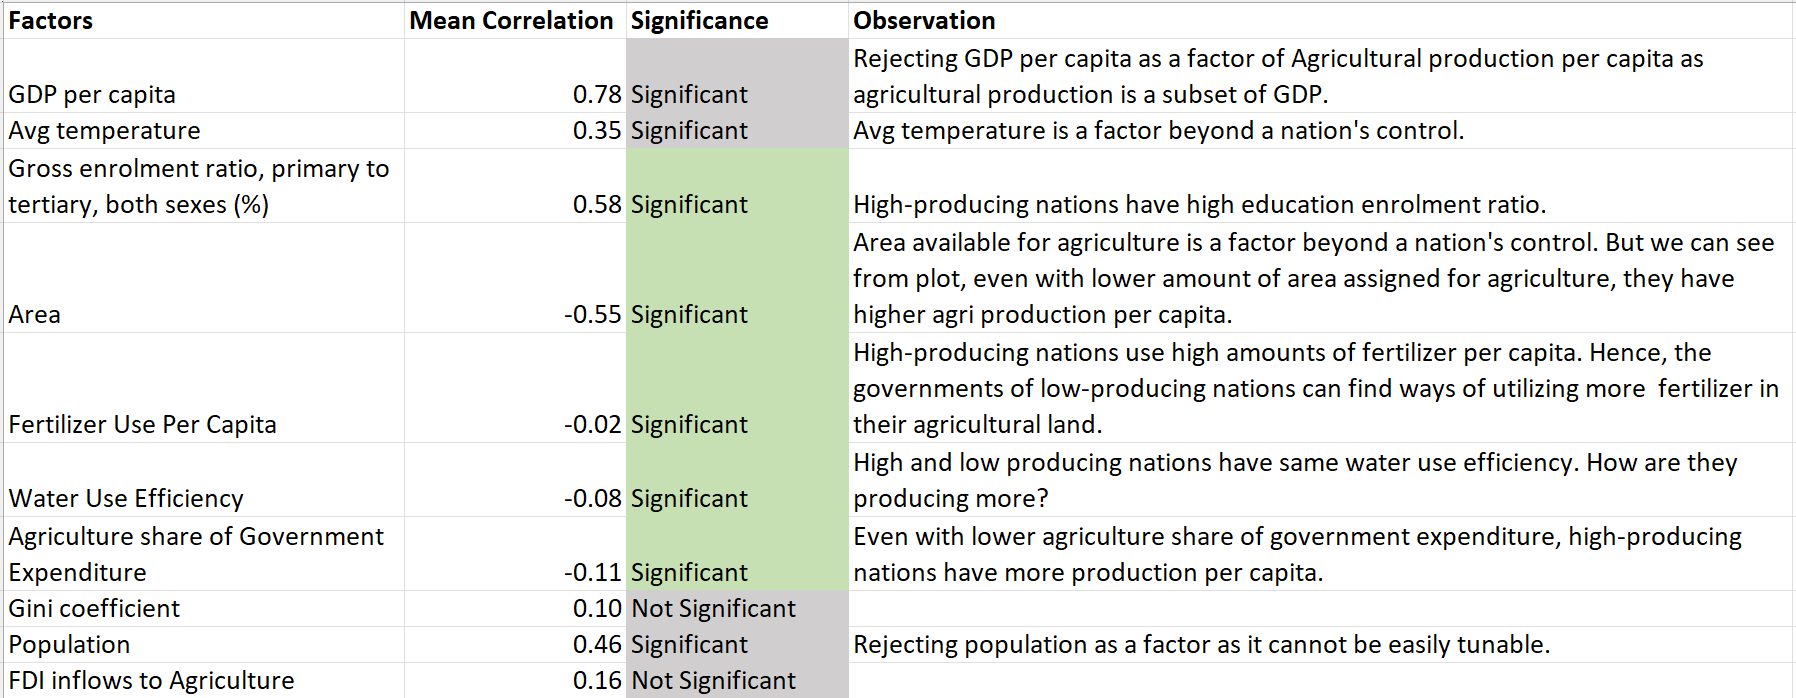 Factors Mean Correlation Significance Observation
GDP per capita 0.78 Significant Rejecting GDP per capita as a factor of Agricultural production per capita as
agricultural production is a subset of GDP.
Avg temperature 0.35 Significant Avg temperature is a factor beyond a nation's control.
Gross enrolment ratio, primary to
tertiary, both sexes (%) 0.58 Significant High-producing nations have high education enrolment ratio.
Area -0.55 Significant Area available for agriculture is a factor beyond a nation's control. But we can see
from plot, even with lower amount of area assigned for agriculture, they have
higher agri production per capita.
Fertilizer Use Per Capita -0.02 Significant High-producing nations use high amounts of fertilizer per capita. Hence, the
governments of low-producing nations can find ways of utilizing more  fertilizer in
their agricultural land.
Water Use Efficiency -0.08 Significant High and low producing nations have same water use efficiency. How are they
producing more?
Agriculture share of Government
Expenditure -0.11 Significant Even with lower agriculture share of government expenditure, high-producing
nations have more production per capita.
Gini coefficient 0.10 Not Significant
Population 0.46 Significant Rejecting population as a factor as it cannot be easily tunable.
FDI inflows to Agriculture 0.16 Not Significant